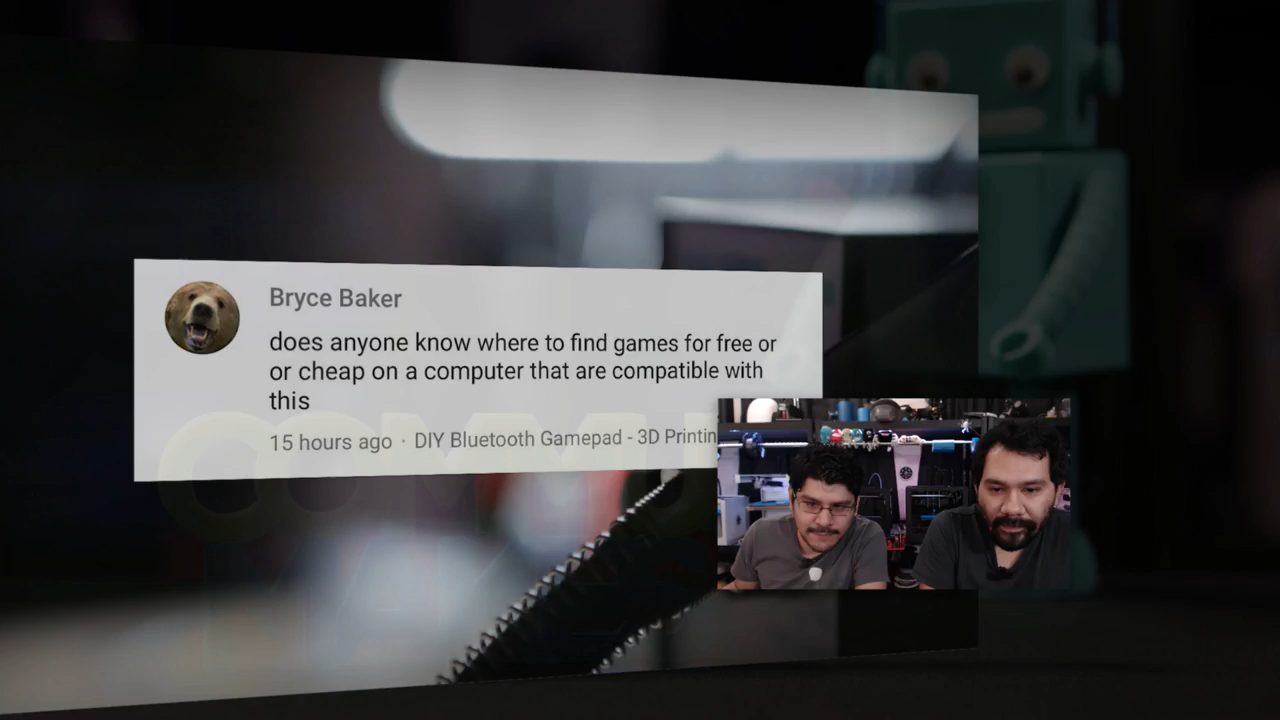 Bryce Baker
does anyone know where to find games for free or
or cheap on a computer that are compatible with
this
15 hours ago · DIY Bluetooth Gamepad - 3D Printin
COMMU